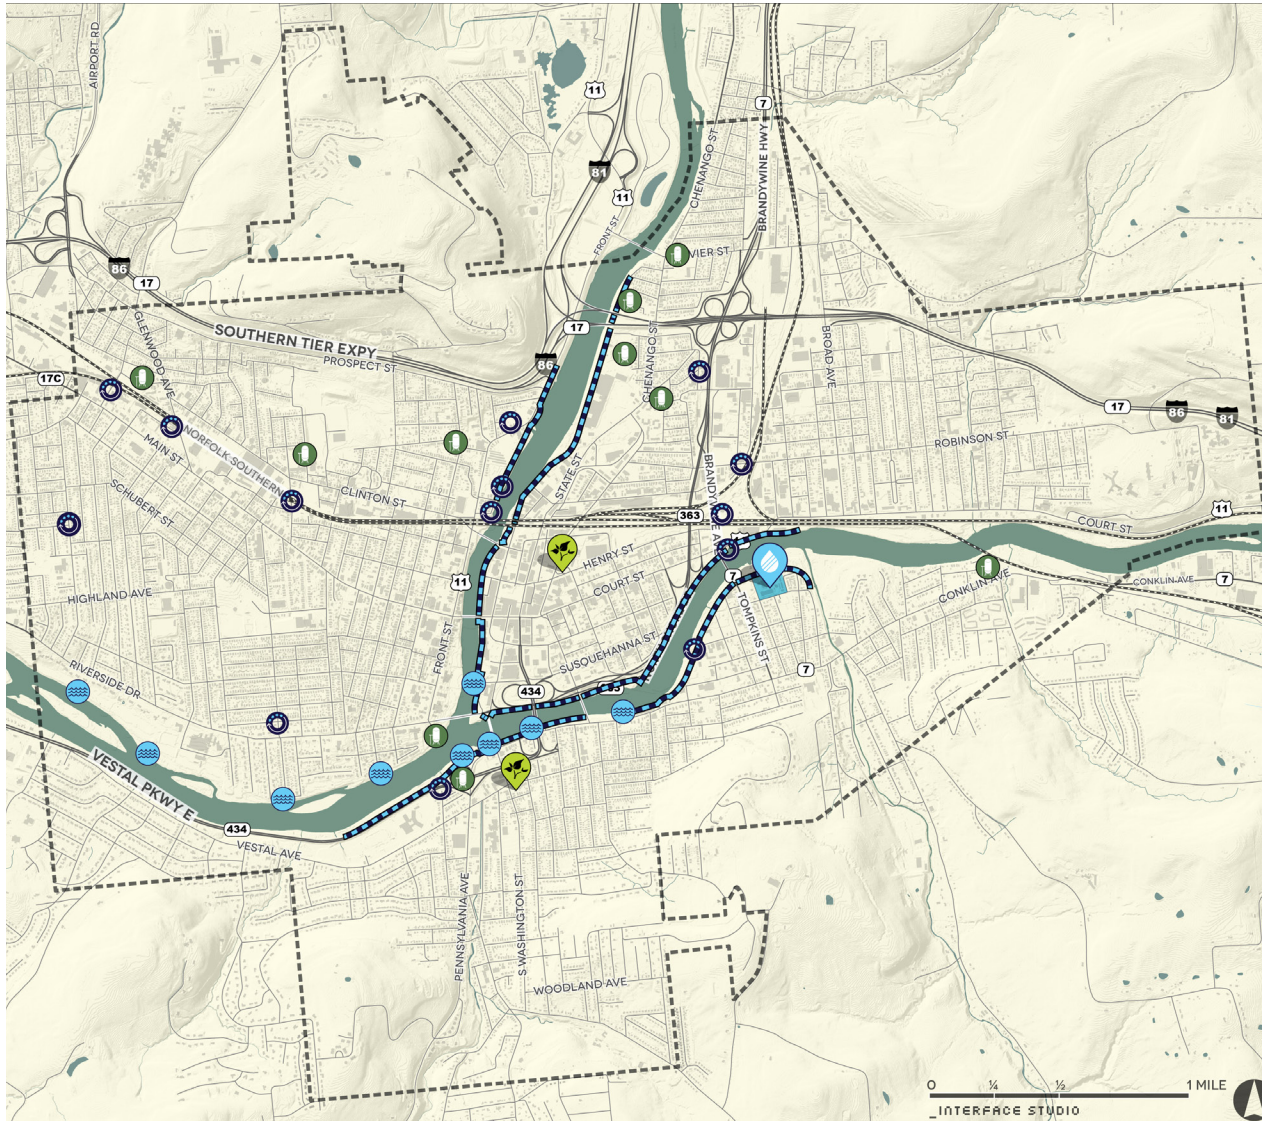 AIRPORT RD
11
7
81
11
CHENANGO ST
BRANDYWINE HWY
FRONT ST
VIER ST
86
17
GLENWOOD AVE
SOUTHERN TIER EXPY
PROSPECT ST
17
86
CHENANGO ST
BROAD AVE
17C
17
86
81
MAIN ST
NORFOLK SOUTHERN
ROBINSON ST
SCHUBERT ST
CLINTON ST
STATE ST
363
11
COURT ST
HENRY ST
COURT ST
7
11
HIGHLAND AVE
TOMPKINS ST
CONKLIN AVE
CONKLIN AVE
7
FRONT ST
SUSQUEHANNA ST
7
RIVERSIDE DR
434
VESTAL PKWY E
434
VESTAL AVE
PENNSYLVANIA AVE
S WASHINGTON ST
WOODLAND AVE
0 ¼ ½ 1 MILE
_INTERFACE STUDIO